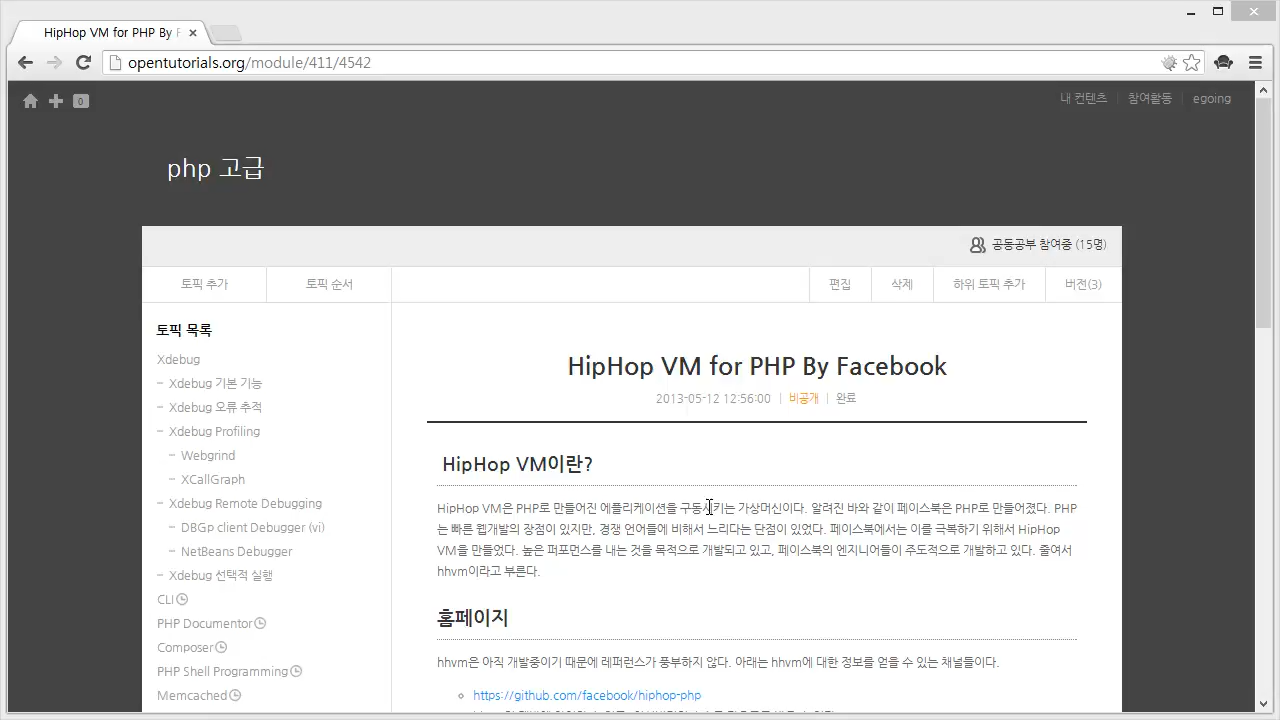 HipHop VM for PHP By
opentutorials.org/module/411/4542
0
내 컨텐츠 참여활동 egoing
php 고급
공동공부 참여중 (15명)
토픽 추가 토픽 순서 편집 삭제 하위 토픽 추가 버전(3)
토픽 목록
Xdebug
- Xdebug 기본 기능
- Xdebug 오류 추적
- Xdebug Profiling
- Webgrind
- XCallGraph
- Xdebug Remote Debugging
- DBGp client Debugger (vi)
- NetBeans Debugger
- Xdebug 선택적 실행
CLI
PHP Documentor
Composer
PHP Shell Programming
Memcached
HipHop VM for PHP By Facebook
2013-05-12 12:56:00 | 비공개 | 완료
HipHop VM이란?
HipHop VM은 PHP로 만들어진 에플리케이션을 구동시키는 가상머신이다. 알려진 바와 같이 페이스북은 PHP로 만들어졌다. PHP
는 빠른 웹개발의 장점이 있지만, 경쟁 언어들에 비해서 느리다는 단점이 있었다. 페이스북에서는 이를 극복하기 위해서 HipHop
VM을 만들었다. 높은 퍼포먼스를 내는 것을 목적으로 개발되고 있고, 페이스북의 엔지니어들이 주도적으로 개발하고 있다. 줄여서
hhvm이라고 부른다.
홈페이지
hhvm은 아직 개발중이기 때문에 레퍼런스가 풍부하지 않다. 아래는 hhvm에 대한 정보를 얻을 수 있는 채널들이다.
https://github.com/facebook/hiphop-php